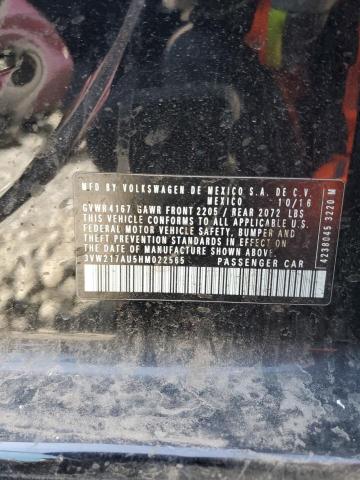 MFD BY VOLKSWAGEN DE MEXICO S.A. DE C.V.
MEXICO 10/16
GVWR 4167 GAWR FRONT 2205 / REAR 2072 LBS
THIS VEHICLE CONFORMS TO ALL APPLICABLE U.S.
FEDERAL MOTOR VEHICLE SAFETY, BUMPER AND
THEFT PREVENTION STANDARDS IN EFFECT ON THE
DATE OF MANUFACTURE SHOWN ABOVE.
3VW217AU5HM022565 PASSENGER CAR
4238045 3220 M